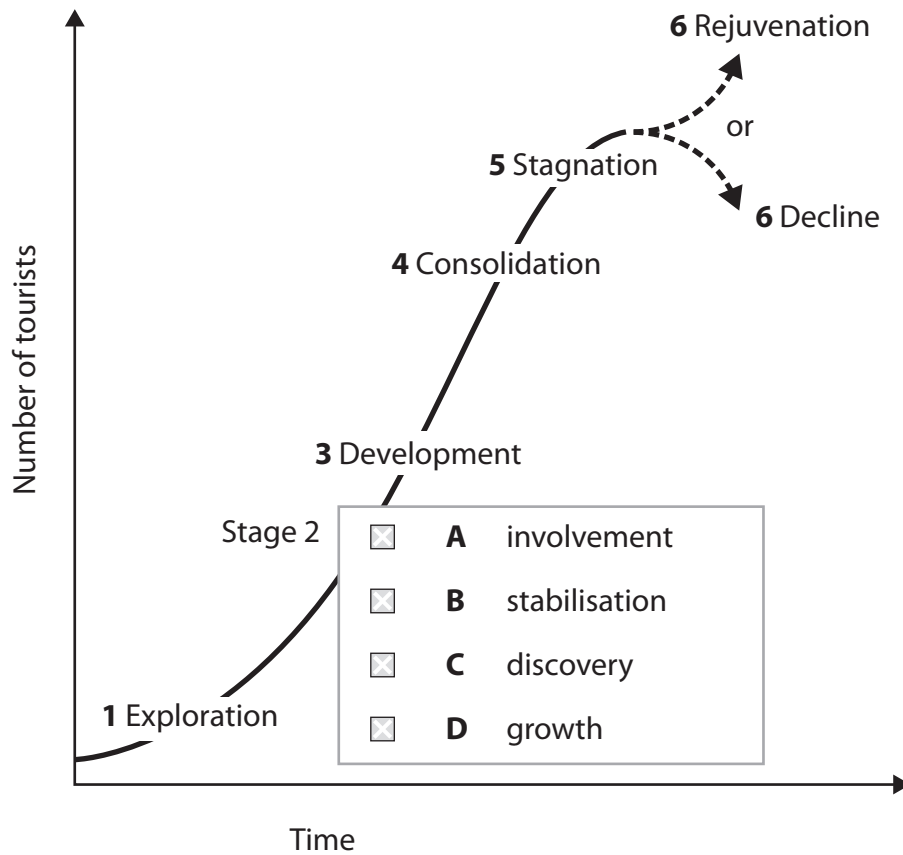 6 Rejuvenation
or
5 Stagnation
6 Decline
4 Consolidation
Number of tourists
3 Development
Stage 2
A involvement
B stabilisation
C discovery
D growth
1 Exploration
Time